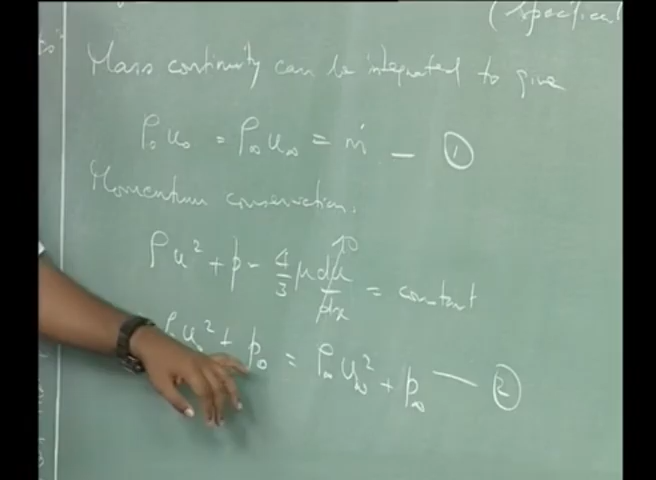 (specifical
Mass continuity can be integrated to give
ρ₀u₀ = ρ∞u∞ = ṁ — ①
Momentum conservation.
ρu² + p - 4/3 μ du/dx ↗0 = constant
ρ₀u₀² + p₀ = ρ∞u∞² + p∞ — ②